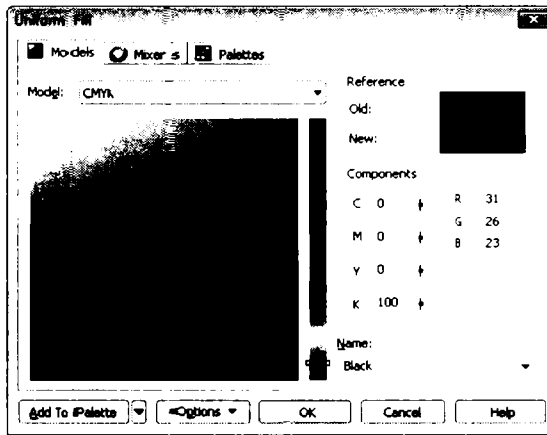 Uniform Fill
Models Mixers Palettes
Model: CMYK
Reference
Old:
New:
Components
C 0 R 31
G 26
M 0 B 23
Y 0
K 100
Name:
Black
Add To Palette Options OK Cancel Help